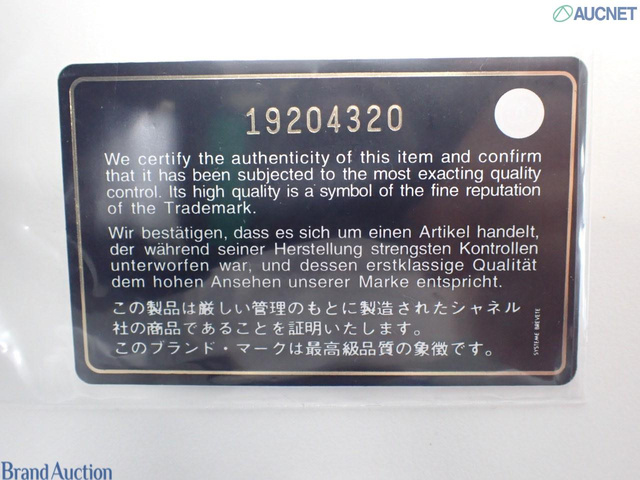 AUCNET
19204320
We certify the authenticity of this item and confirm
that it has been subjected to the most exacting quality
control. Its high quality is a symbol of the fine reputation
of the Trademark.
Wir bestätigen, dass es sich um einen Artikel handelt,
der während seiner Herstellung strengsten Kontrollen
unterworfen war, und dessen erstklassige Qualität
dem hohen Ansehen unserer Marke entspricht.
この製品は厳しい管理のもとに製造されたシャネル
社の商品であることを証明いたします。
このブランド・マークは最高級品質の象徴です。
SYSTEME BREVETE
Brand Auction